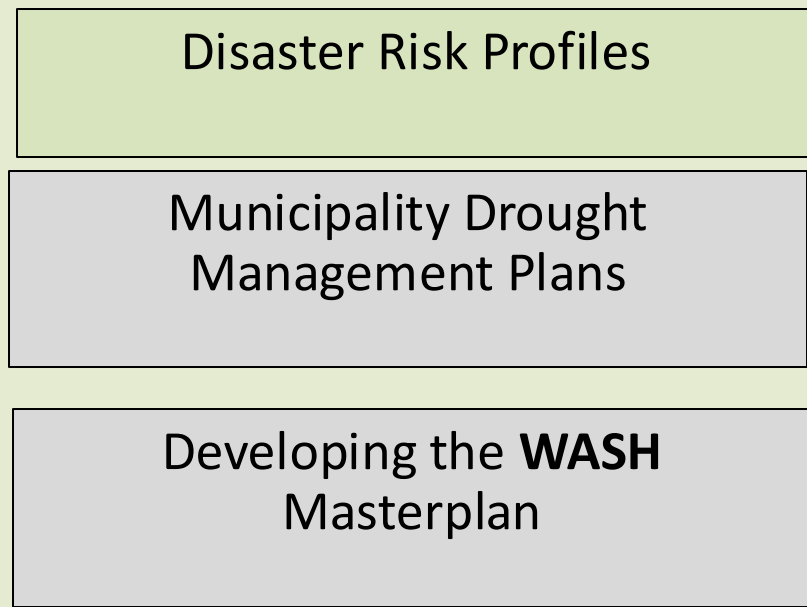 Disaster Risk Profiles
Municipality Drought
Management Plans
Developing the WASH
Masterplan